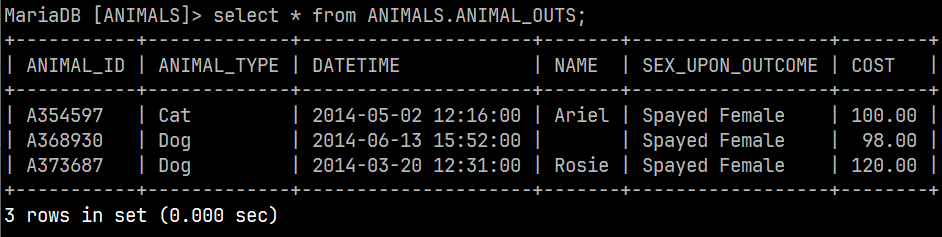 MariaDB [ANIMALS]> select * from ANIMALS.ANIMAL_OUTS;
+-----------+-------------+---------------------+-------+------------------+--------+
| ANIMAL_ID | ANIMAL_TYPE | DATETIME            | NAME  | SEX_UPON_OUTCOME | COST   |
+-----------+-------------+---------------------+-------+------------------+--------+
| A354597   | Cat         | 2014-05-02 12:16:00 | Ariel | Spayed Female    | 100.00 |
| A368930   | Dog         | 2014-06-13 15:52:00 |       | Spayed Female    |  98.00 |
| A373687   | Dog         | 2014-03-20 12:31:00 | Rosie | Spayed Female    | 120.00 |
+-----------+-------------+---------------------+-------+------------------+--------+
3 rows in set (0.000 sec)